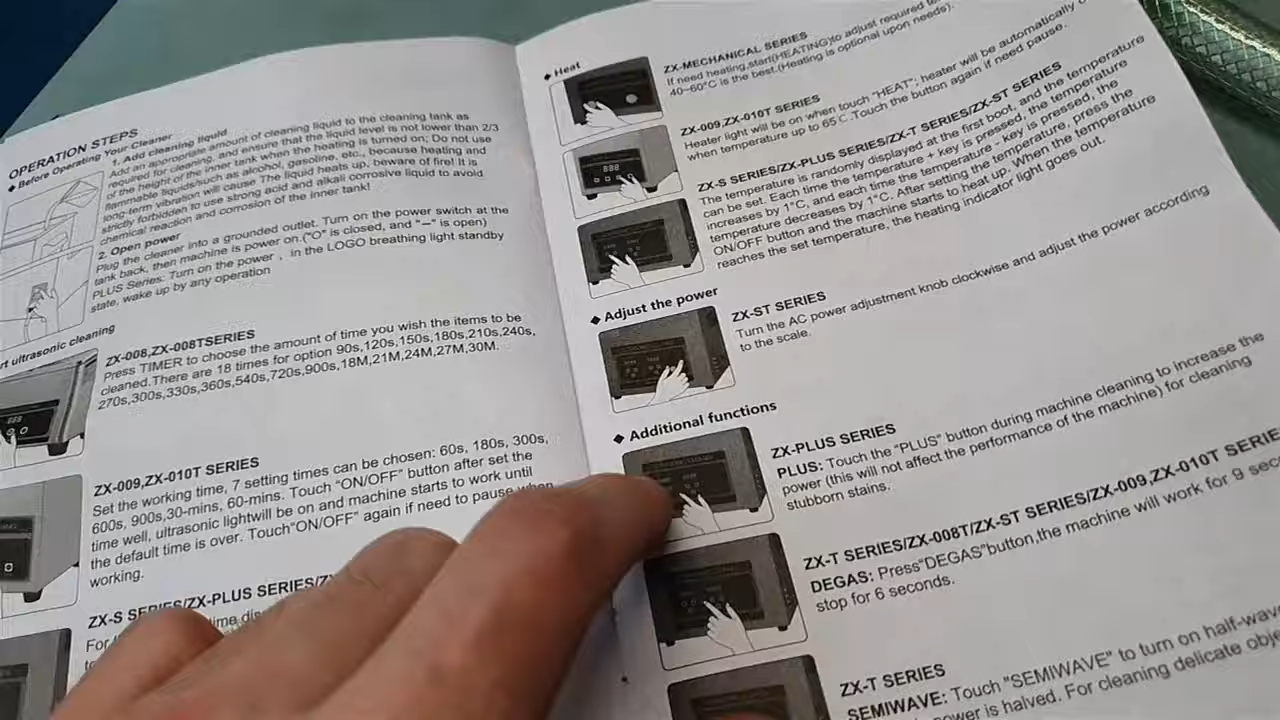 OPERATION STEPS
◆ Before Operating Your Cleaner
1. Add cleaning liquid
Add an appropriate amount of cleaning liquid to the cleaning tank as
required for cleaning, and ensure that the liquid level is not lower than 2/3
of the height of the inner tank when the heating is turned on; Do not use
flammable liquids/such as alcohol, gasoline, etc., because heating and
long-term vibration will cause The liquid heats up, beware of fire! It is
strictly forbidden to use strong acid and alkali corrosive liquid to avoid
chemical reaction and corrosion of the inner tank!
2. Open power
Plug the cleaner into a grounded outlet. Turn on the power switch at the
tank back, then machine is power on.("O" is closed, and "—" is open)
PLUS Series. Turn on the power , in the LOGO breathing light standby
state, wake up by any operation
ultrasonic cleaning
ZX-008,ZX-008TSERIES
Press TIMER to choose the amount of time you wish the items to be
cleaned.There are 18 times for option 90s,120s,150s,180s,210s,240s,
270s,300s,330s,360s,540s,720s,900s,18M,21M,24M,27M,30M.
ZX-009,ZX-010T SERIES
Set the working time, 7 setting times can be chosen: 60s, 180s, 300s,
600s, 900s,30-mins, 60-mins. Touch "ON/OFF" button after set the
time well, ultrasonic lightwill be on and machine starts to work until
the default time is over. Touch"ON/OFF" again if need to pause when
working.
ZX-S SERIES/ZX-PLUS SERIES/
For
◆ Heat
ZX-MECHANICAL SERIES
If need heating,start(HEATING)to adjust required
40~60°C is the best.(Heating is optional upon needs).
ZX-009,ZX-010T SERIES
Heater light will be on when touch "HEAT"; heater will be automatically
when temperature up to 65℃.Touch the button again if need pause.
ZX-S SERIES/ZX-PLUS SERIES/ZX-T SERIES/ZX-ST SERIES
The temperature is randomly displayed at the first boot, and the temperature
can be set. Each time the temperature + key is pressed, the temperature
increases by 1°C, and each time the temperature - key is pressed, the
temperature decreases by 1°C. After setting the temperature, press the
ON/OFF button and the machine starts to heat up. When the temperature
reaches the set temperature, the heating indicator light goes out.
◆ Adjust the power
ZX-ST SERIES
Turn the AC power adjustment knob clockwise and adjust the power according
to the scale.
◆ Additional functions
ZX-PLUS SERIES
PLUS: Touch the "PLUS" button during machine cleaning to increase the
power (this will not affect the performance of the machine) for cleaning
stubborn stains.
ZX-T SERIES/ZX-008T/ZX-ST SERIES/ZX-009,ZX-010T
DEGAS: Press"DEGAS"button,the machine will work for 9
stop for 6 seconds.
ZX-T SERIES
SEMIWAVE: Touch "SEMIWAVE" to turn on
power is halved. For cleaning delicate